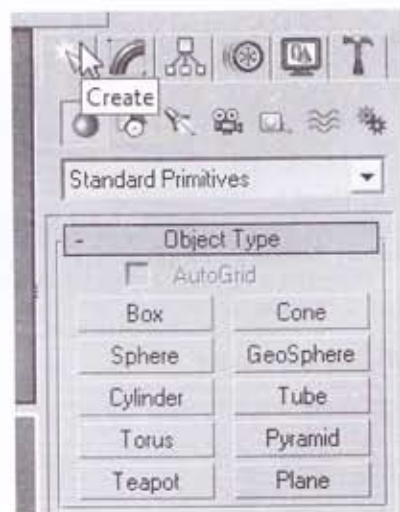 Create
Standard Primitives
- Object Type
AutoGrid
Box Cone
Sphere GeoSphere
Cylinder Tube
Torus Pyramid
Teapot Plane